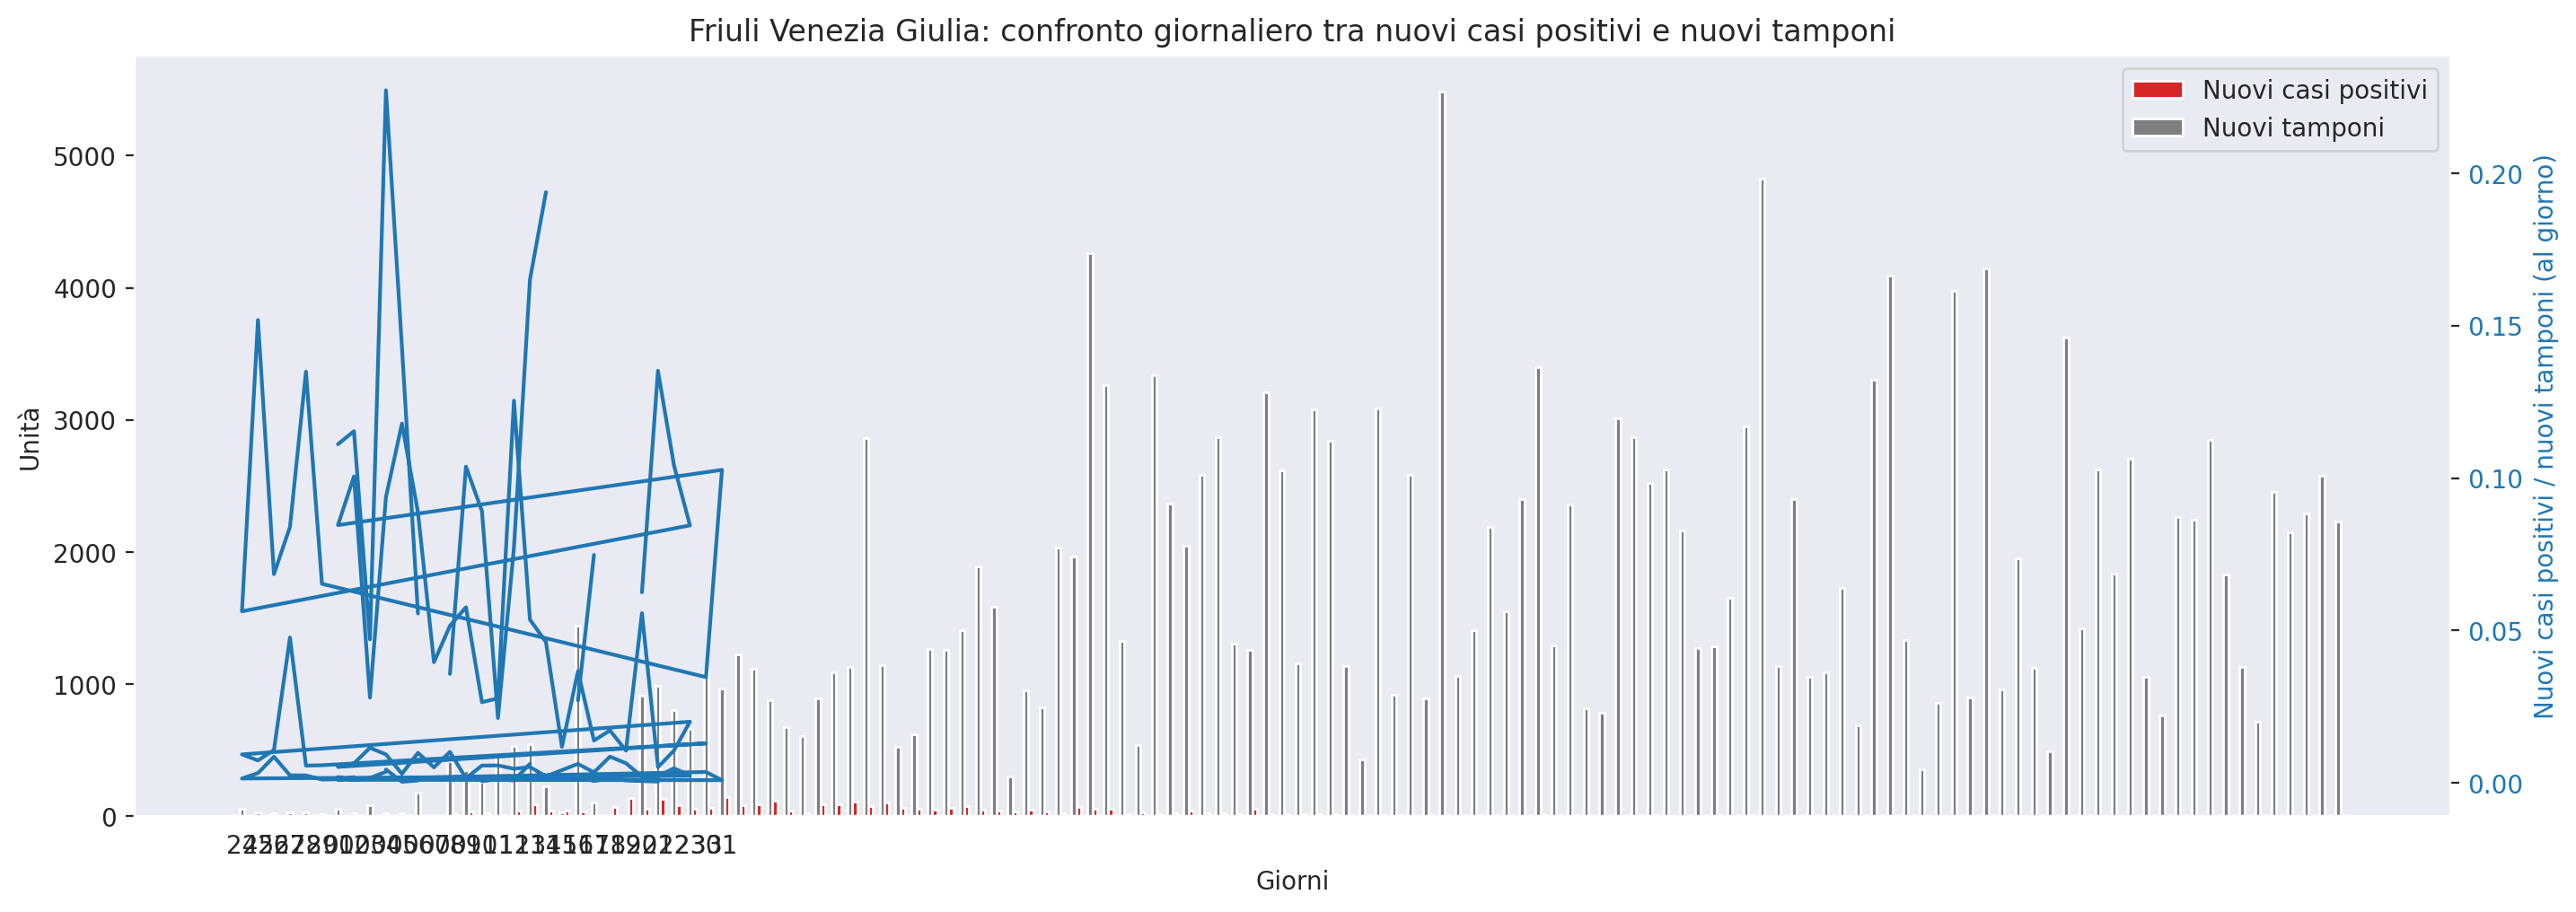 Friuli Venezia Giulia: confronto giornaliero tra nuovi casi positivi e nuovi tamponi
Nuovi casi positivi
Nuovi tamponi
Unità
5000
4000
3000
2000
1000
0
0.20
0.15
0.10
0.05
0.00
Nuovi casi positivi / nuovi tamponi (al giorno)
Giorni